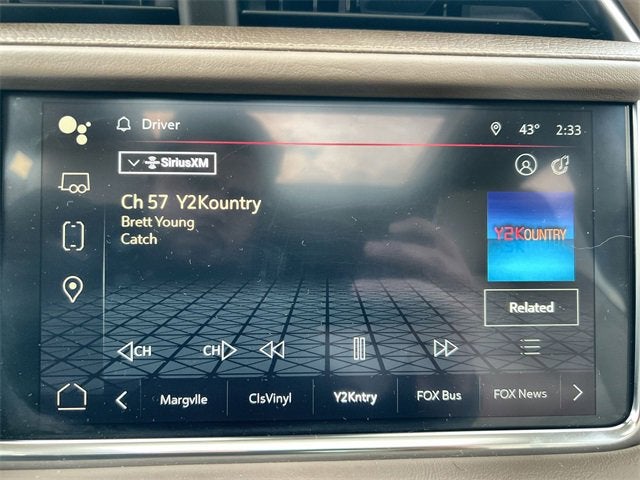 Driver
43° 2:33
SiriusXM
Ch 57 Y2Kountry
Brett Young
Catch
Y2KOUNTRY
Related
CH CH
Margvlle ClsVinyl Y2Kntry FOX Bus FOX News